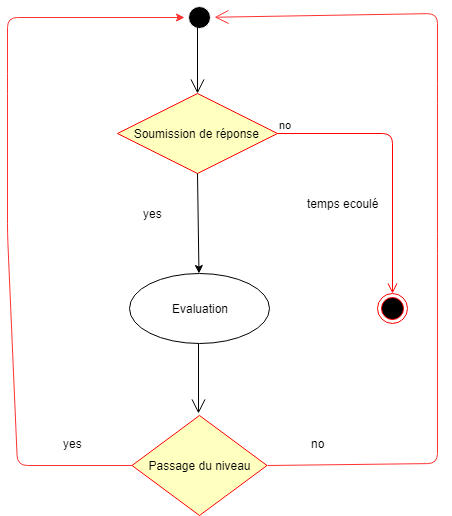 no
Soumission de réponse
temps ecoulé
yes
Evaluation
yes
no
Passage du niveau